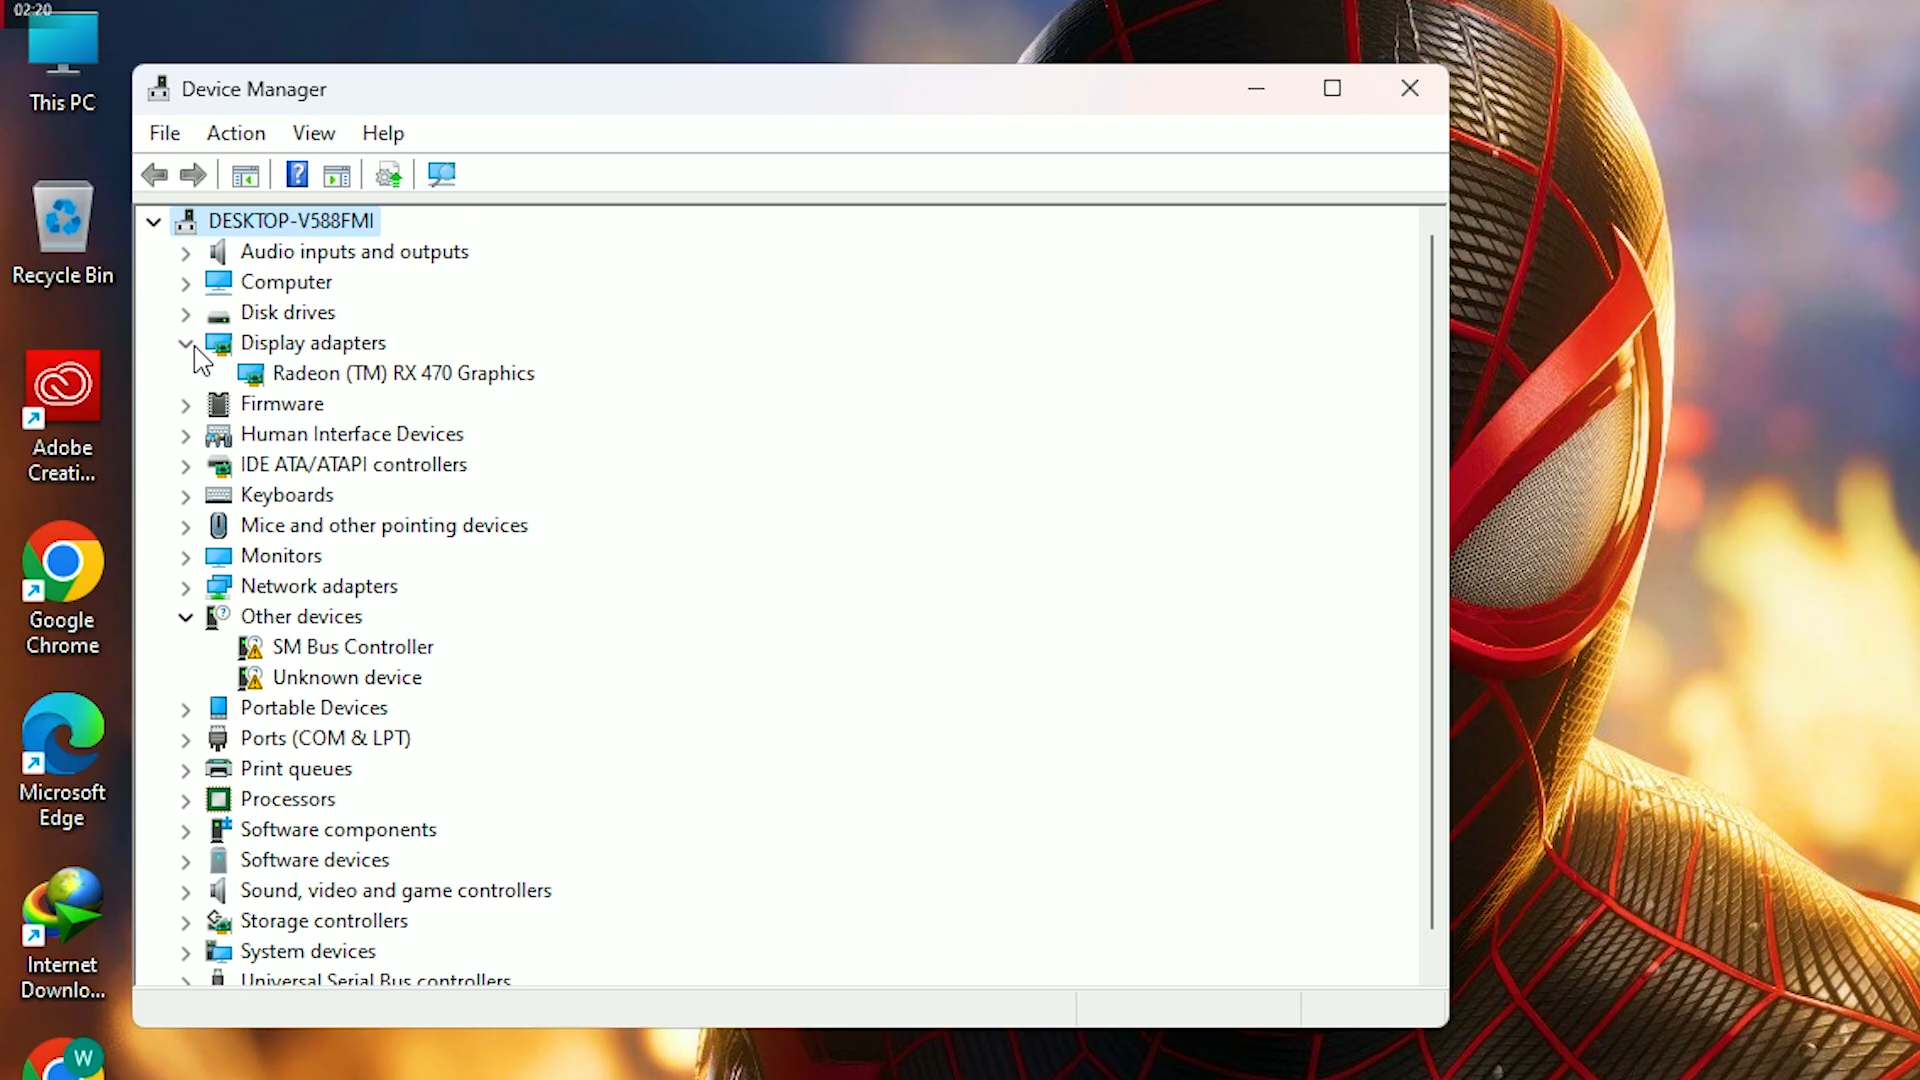 02:20
This PC
Recycle Bin
Adobe
Creati...
Google
Chrome
Microsoft
Edge
Internet
Downlo...
W
Device Manager
File Action View Help
DESKTOP-V588FMI
Audio inputs and outputs
Computer
Disk drives
Display adapters
Radeon (TM) RX 470 Graphics
Firmware
Human Interface Devices
IDE ATA/ATAPI controllers
Keyboards
Mice and other pointing devices
Monitors
Network adapters
Other devices
SM Bus Controller
Unknown device
Portable Devices
Ports (COM & LPT)
Print queues
Processors
Software components
Software devices
Sound, video and game controllers
Storage controllers
System devices
Universal Serial Bus controllers